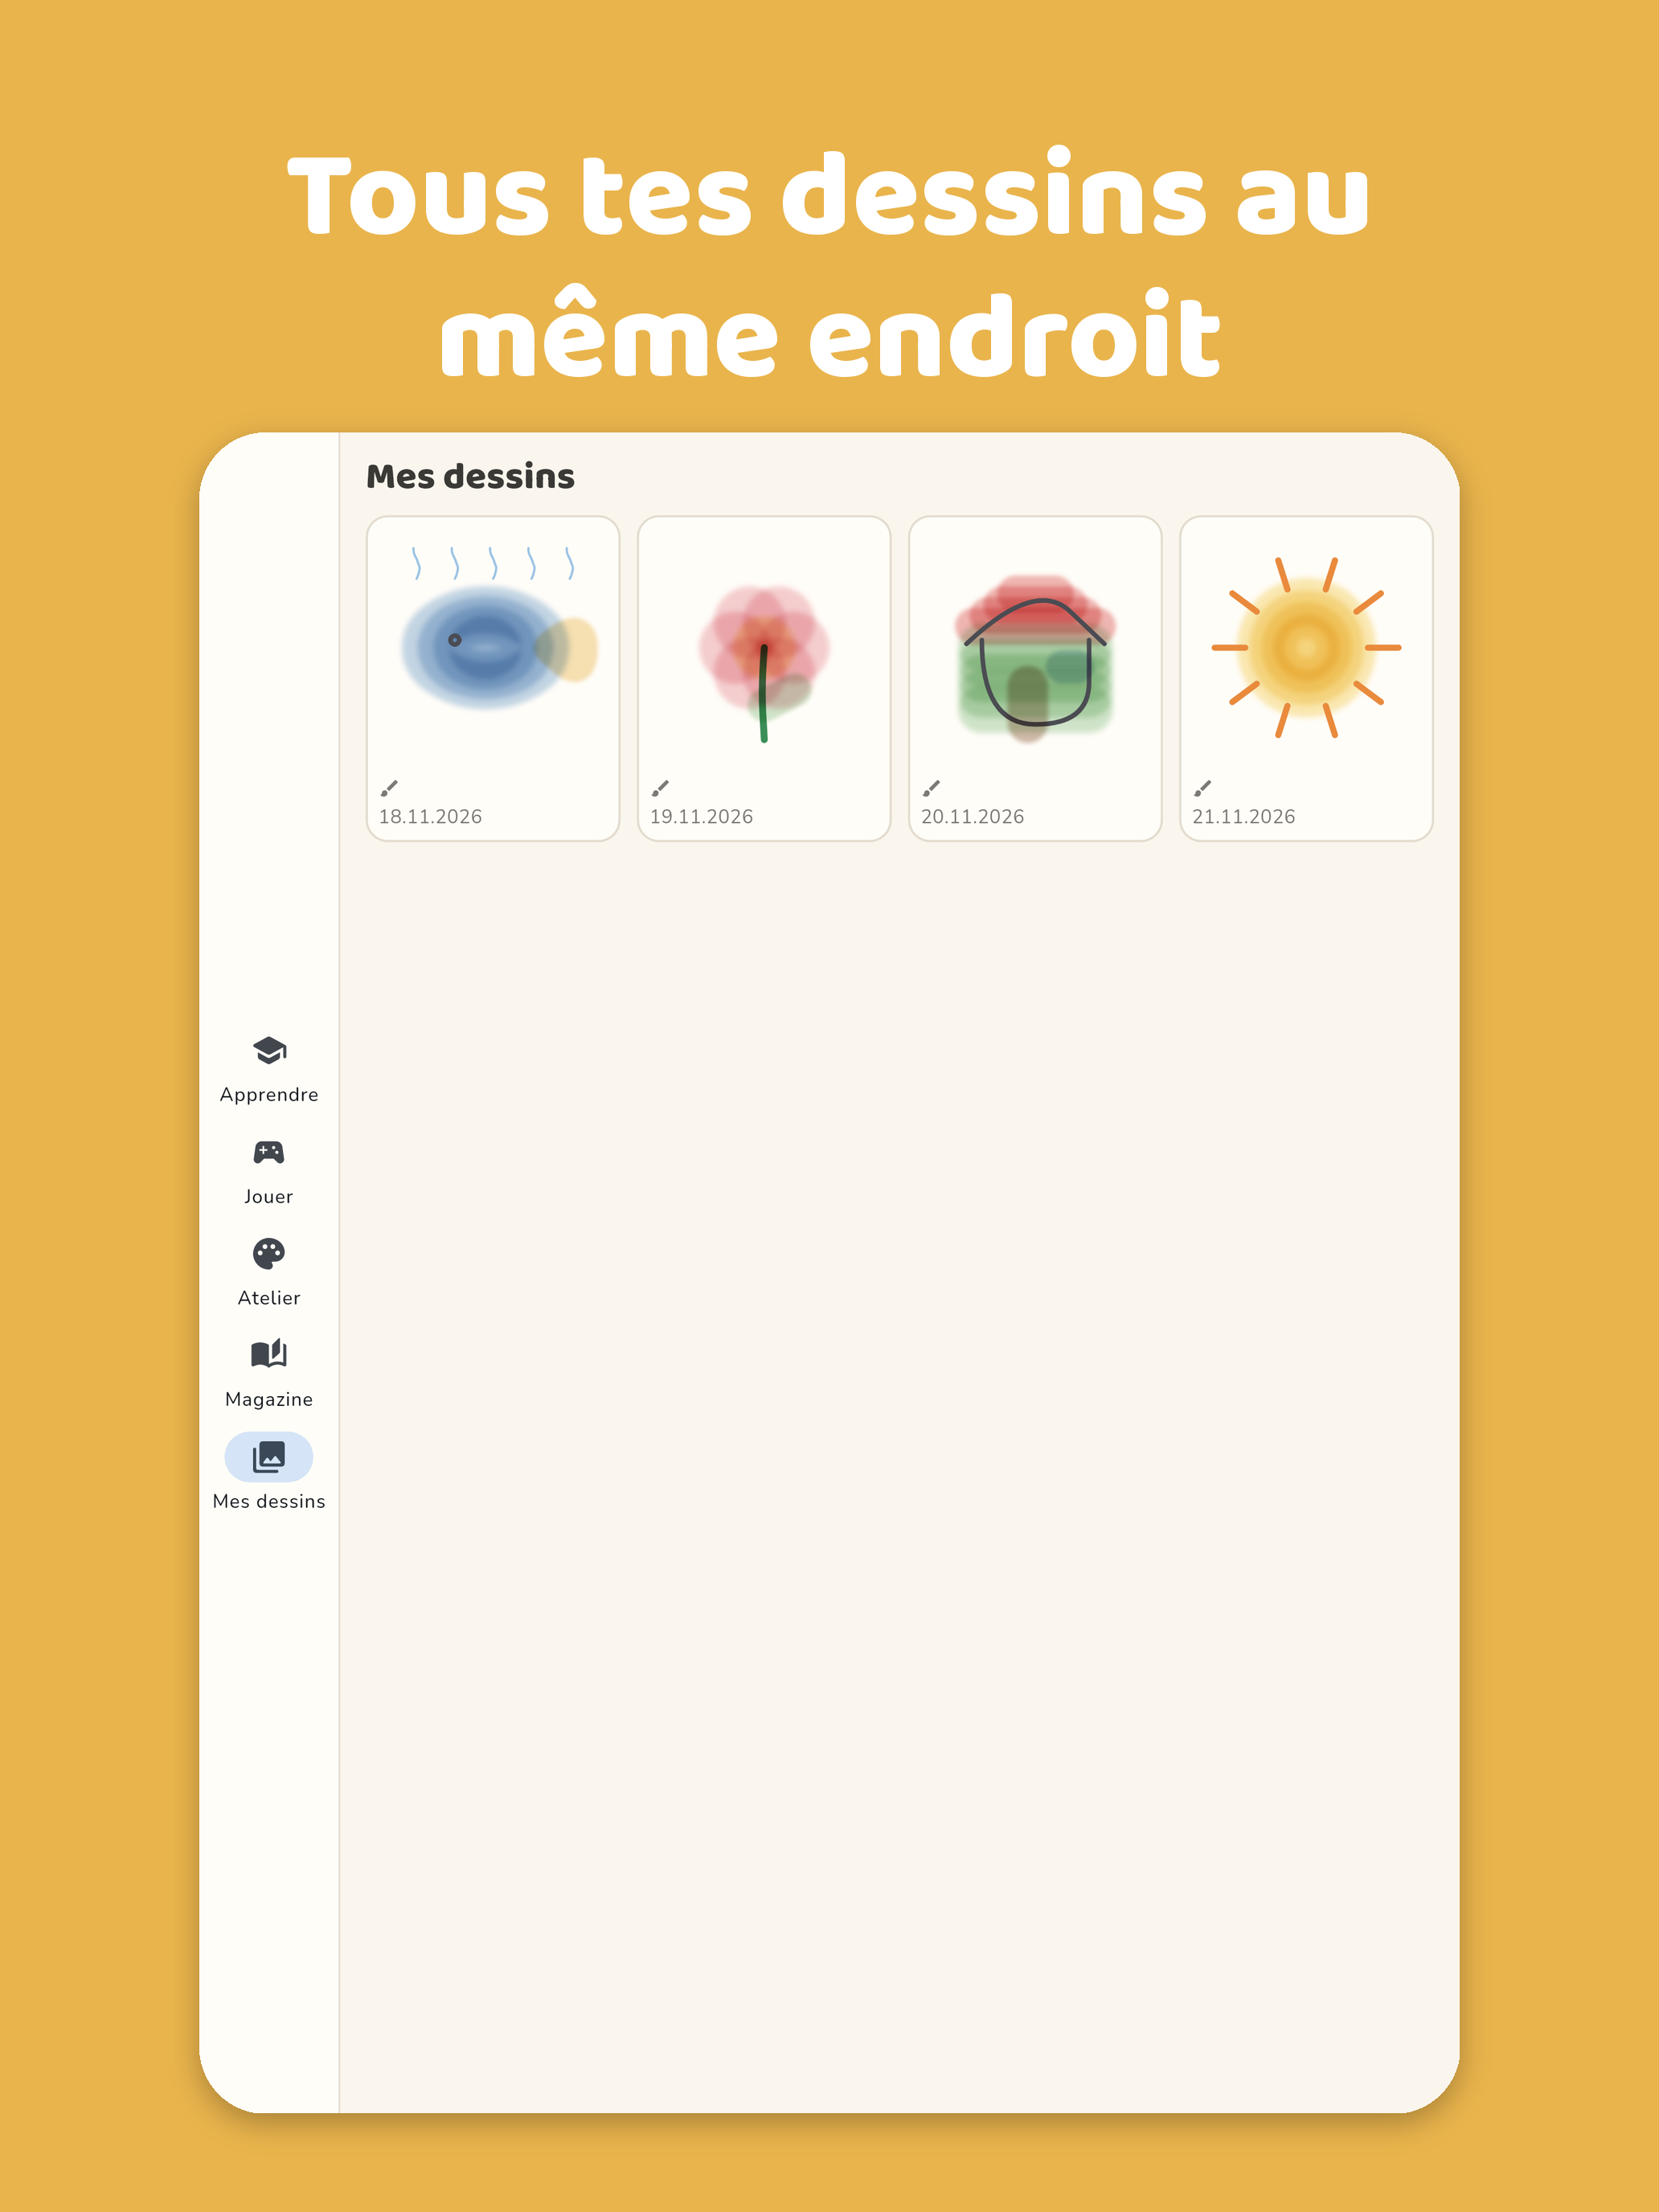 Tous tes dessins au
même endroit
Mes dessins
18.11.2026
19.11.2026
20.11.2026
21.11.2026
Apprendre
Jouer
Atelier
Magazine
Mes dessins